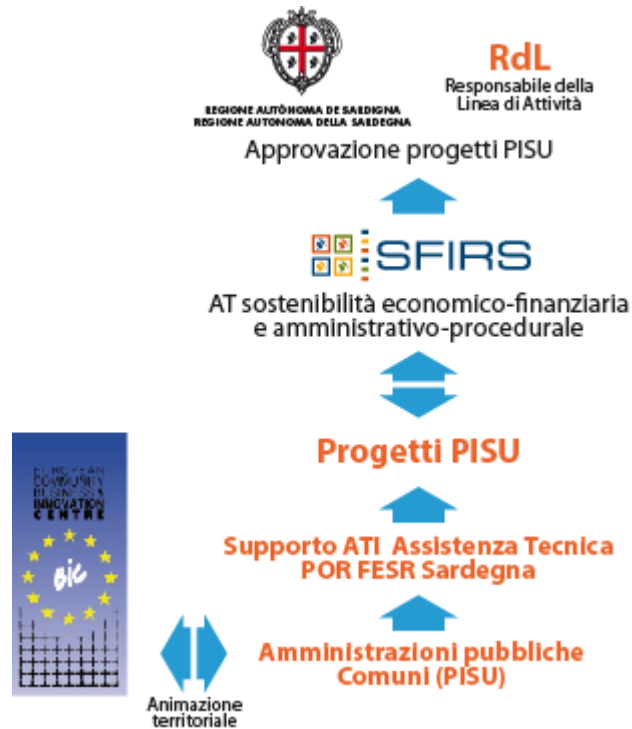 REGIONE AUTÒNOMA DE SARDIGNA
REGIONE AUTONOMA DELLA SARDEGNA
RdL
Responsabile della
Linea di Attività
Approvazione progetti PISU
SFIRS
AT sostenibilità economico-finanziaria
e amministrativo-procedurale
Progetti PISU
EUROPEAN
COMMUNITY
BUSINESS &
INNOVATION
CENTRE
BIC
Supporto ATI Assistenza Tecnica
POR FESR Sardegna
Amministrazioni pubbliche
Comuni (PISU)
Animazione
territoriale